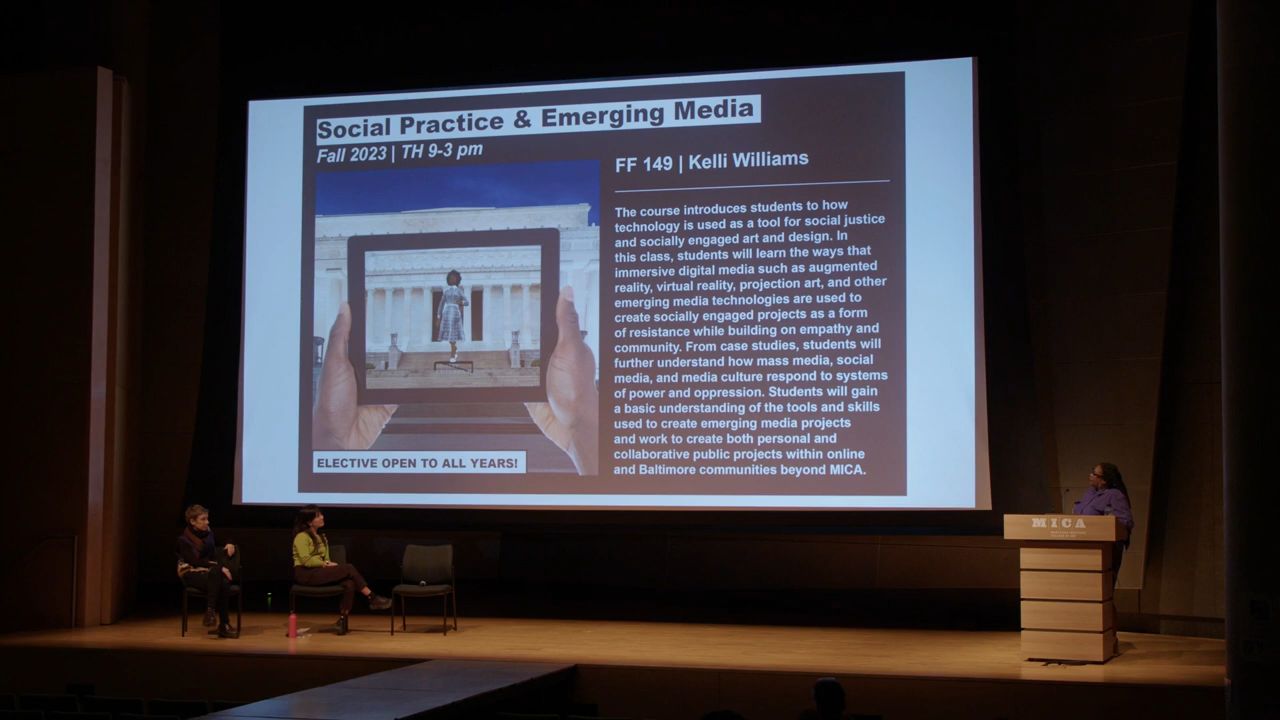 Social Practice & Emerging Media
Fall 2023 | TH 9-3 pm
FF 149 | Kelli Williams
The course introduces students to how
technology is used as a tool for social justice
and socially engaged art and design. In
this class, students will learn the ways that
immersive digital media such as augmented
reality, virtual reality, projection art, and other
emerging media technologies are used to
create socially engaged projects as a form
of resistance while building on empathy and
community. From case studies, students will
further understand how mass media, social
media, and media culture respond to systems
of power and oppression. Students will gain
a basic understanding of the tools and skills
used to create emerging media projects
and work to create both personal and
collaborative public projects within online
and Baltimore communities beyond MICA.
ELECTIVE OPEN TO ALL YEARS!
MICA